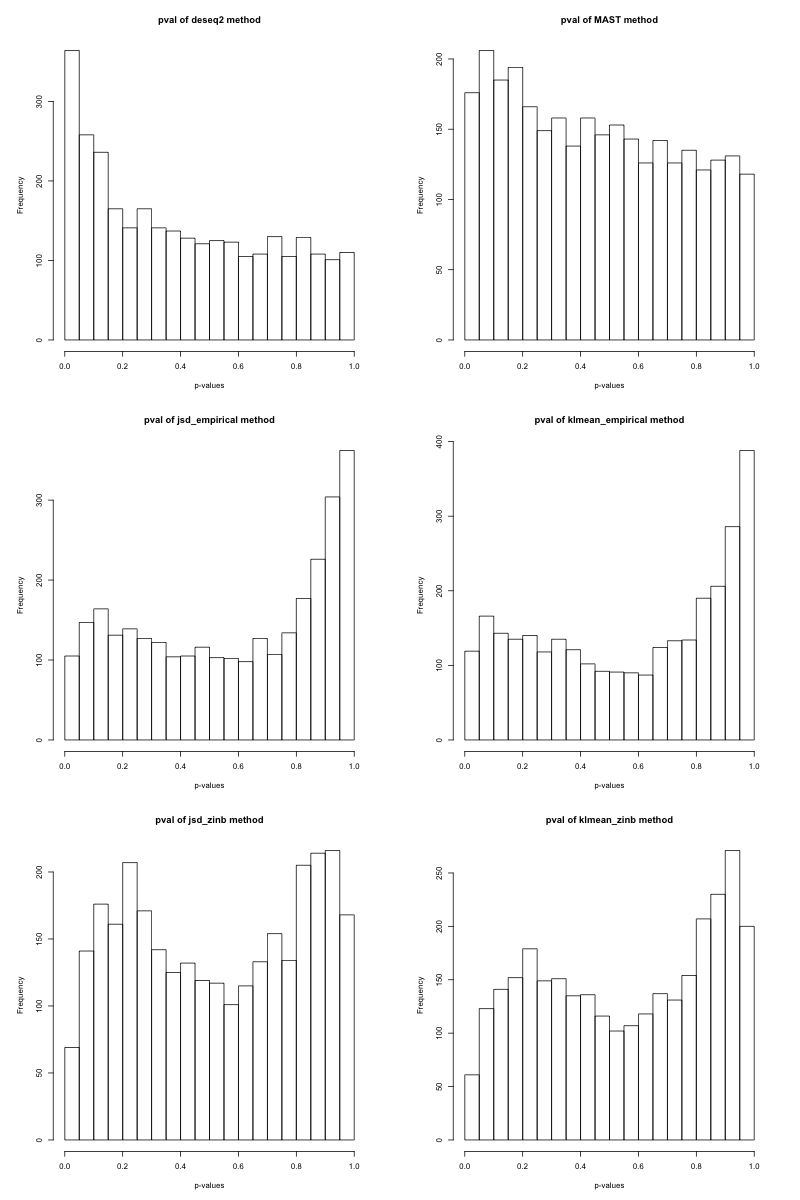 pval of deseq2 method
Frequency
0 100 200 300
0.0 0.2 0.4 0.6 0.8 1.0
p-values
pval of MAST method
Frequency
0 50 100 150 200
0.0 0.2 0.4 0.6 0.8 1.0
p-values
pval of jsd_empirical method
Frequency
0 100 200 300
0.0 0.2 0.4 0.6 0.8 1.0
p-values
pval of klmean_empirical method
Frequency
0 100 200 300 400
0.0 0.2 0.4 0.6 0.8 1.0
p-values
pval of jsd_zinb method
Frequency
0 50 100 150 200
0.0 0.2 0.4 0.6 0.8 1.0
p-values
pval of klmean_zinb method
Frequency
0 50 100 150 200 250
0.0 0.2 0.4 0.6 0.8 1.0
p-values